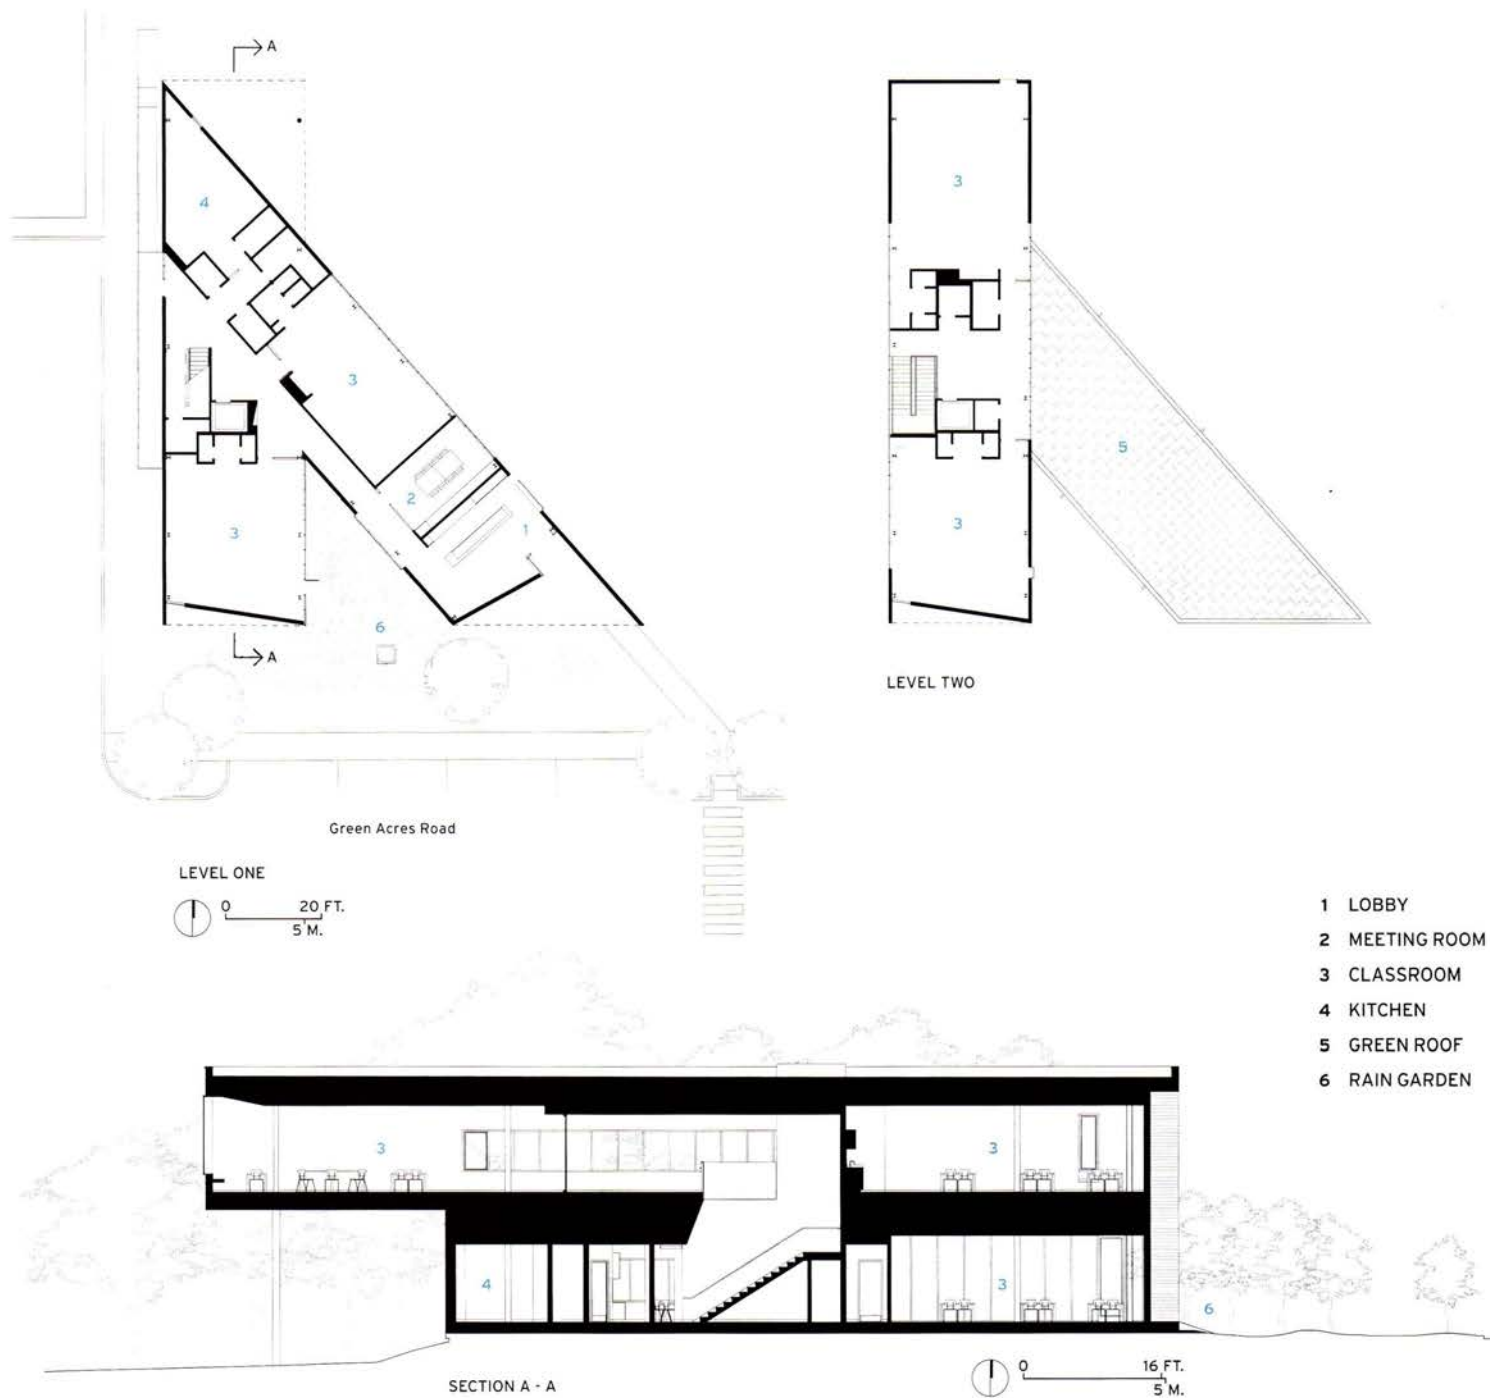 A
4
3
2
1
3
6
A
Green Acres Road
LEVEL ONE
0 20 FT.
5 M.
3
5
3
LEVEL TWO
1 LOBBY
2 MEETING ROOM
3 CLASSROOM
4 KITCHEN
5 GREEN ROOF
6 RAIN GARDEN
3
3
4
3
6
SECTION A - A
0 16 FT.
5 M.